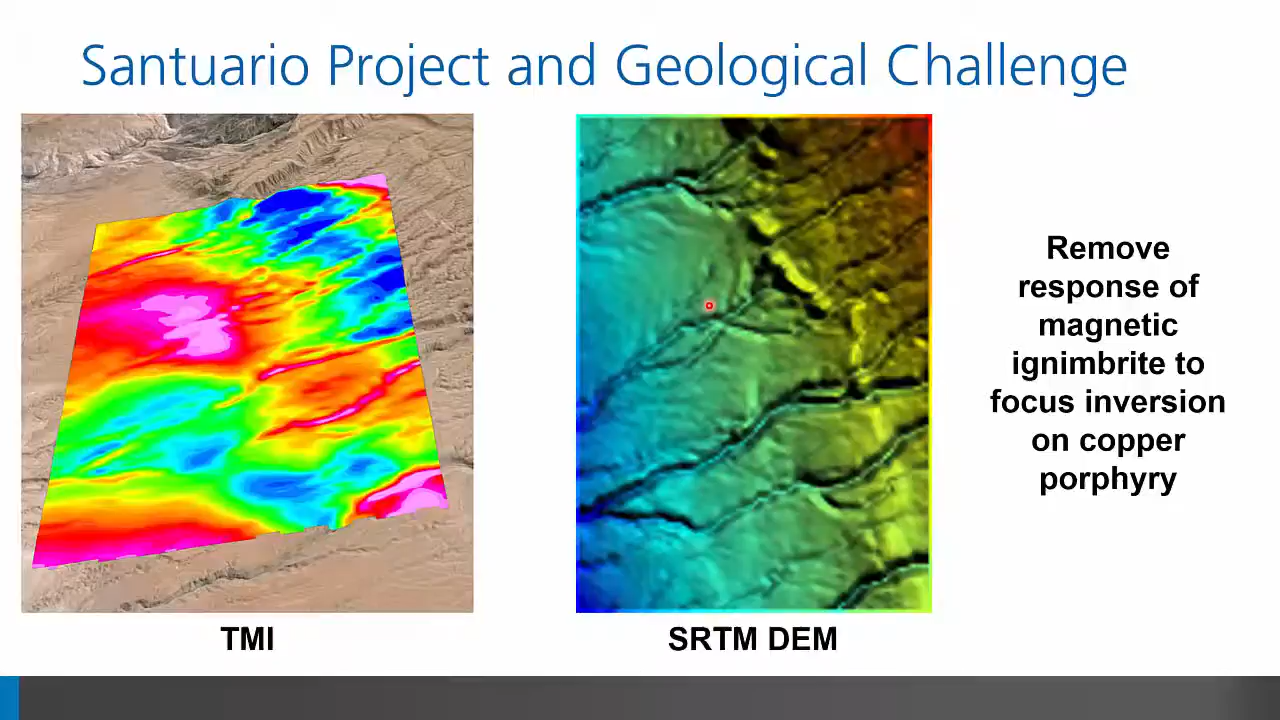 Santuario Project and Geological Challenge
Remove
response of
magnetic
ignimbrite to
focus inversion
on copper
porphyry
TMI
SRTM DEM